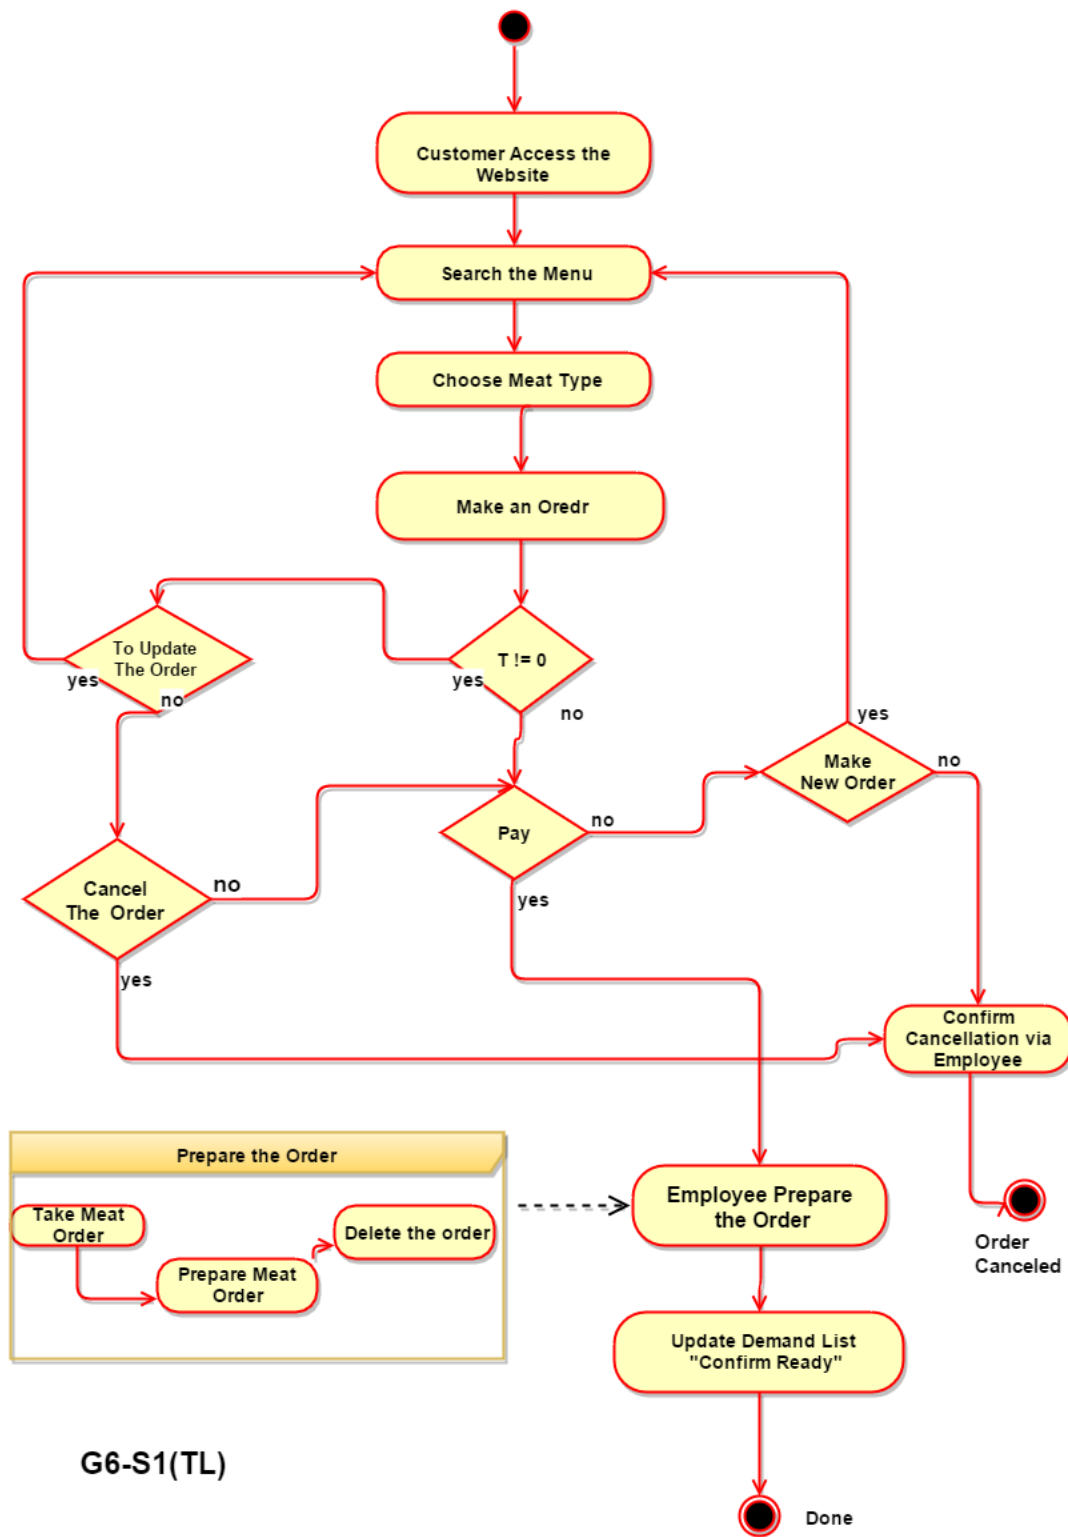 Customer Access the
Website
Search the Menu
Choose Meat Type
Make an Oredr
To Update
The Order
yes
no
T != 0
yes
no
Make
New Order
yes
no
Pay
no
yes
Cancel
The Order
no
yes
Confirm
Cancellation via
Employee
Prepare the Order
Take Meat
Order
Prepare Meat
Order
Delete the order
Employee Prepare
the Order
Order
Canceled
Update Demand List
"Confirm Ready"
G6-S1(TL)
Done